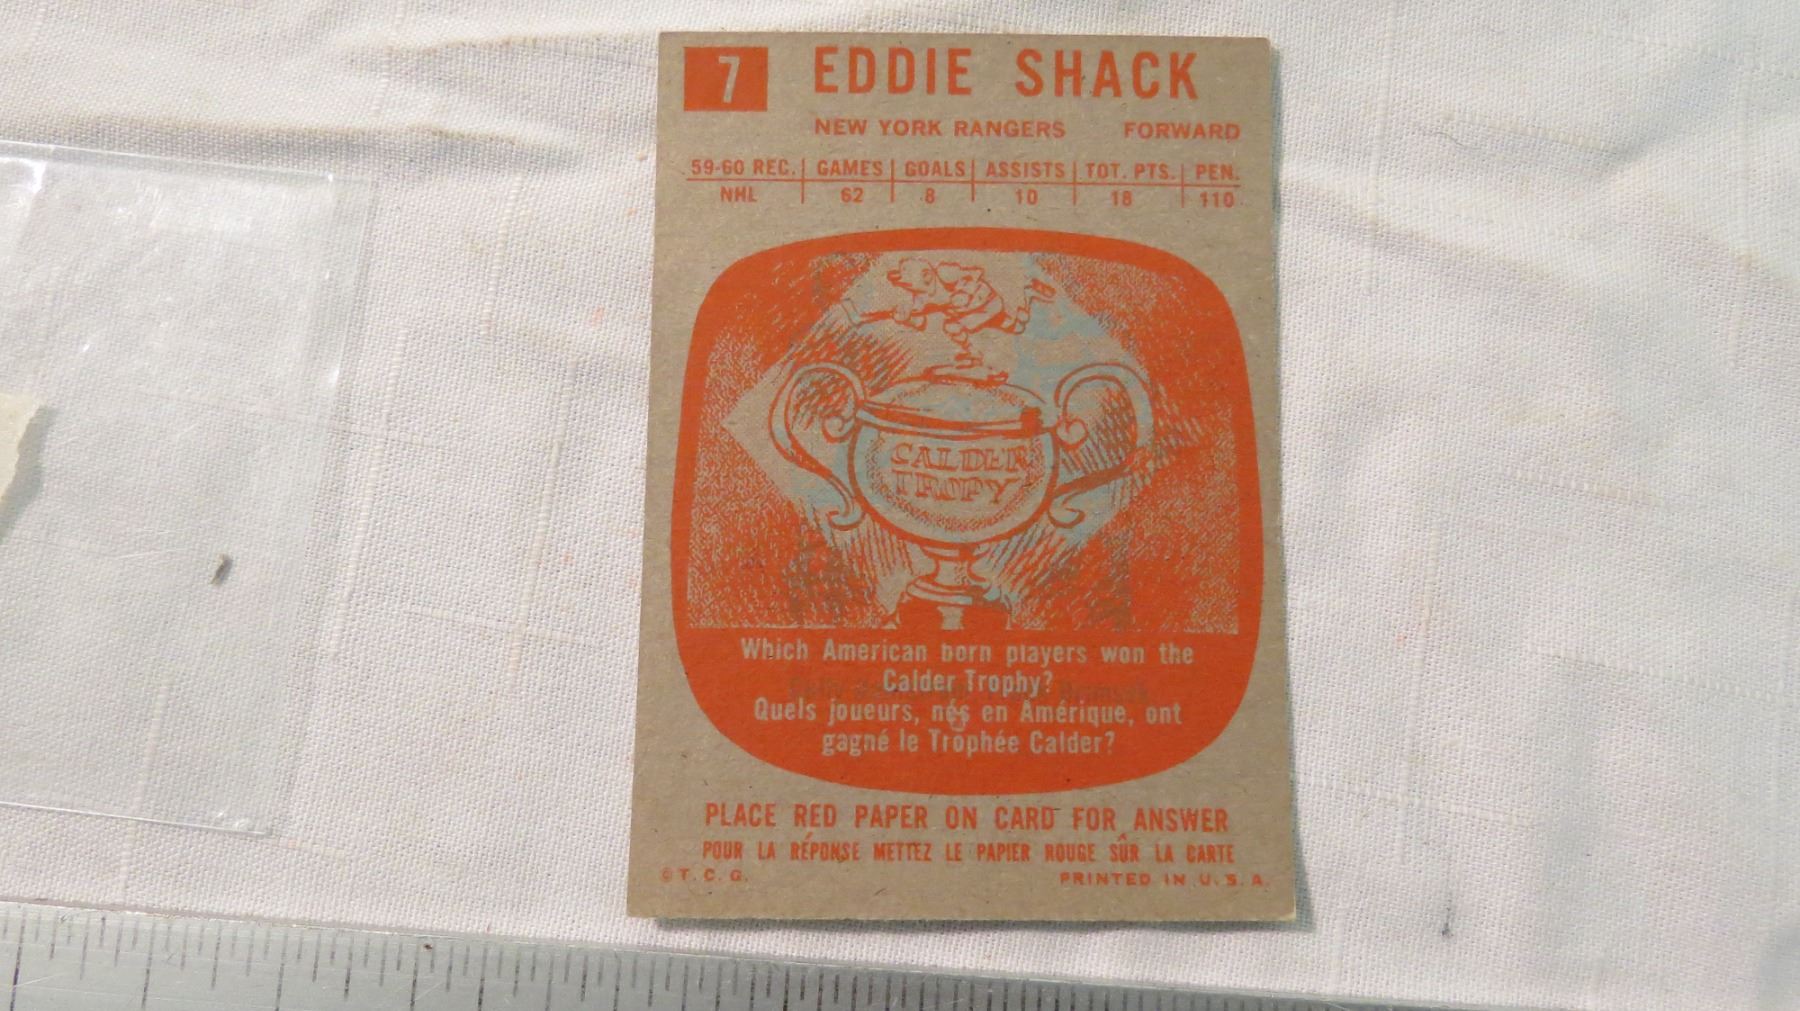 7 EDDIE SHACK
NEW YORK RANGERS FORWARD
59-60 REC. GAMES GOALS ASSISTS TOT. PTS. PEN.
NHL 62 8 10 18 110
CALDER
TROPY
Which American born players won the
Calder Trophy?
Quels joueurs, nés en Amérique, ont
gagné le Trophée Calder?
PLACE RED PAPER ON CARD FOR ANSWER
POUR LA RÉPONSE METTEZ LE PAPIER ROUGE SÛR LA CARTE
© T. C. G. PRINTED IN U. S. A.